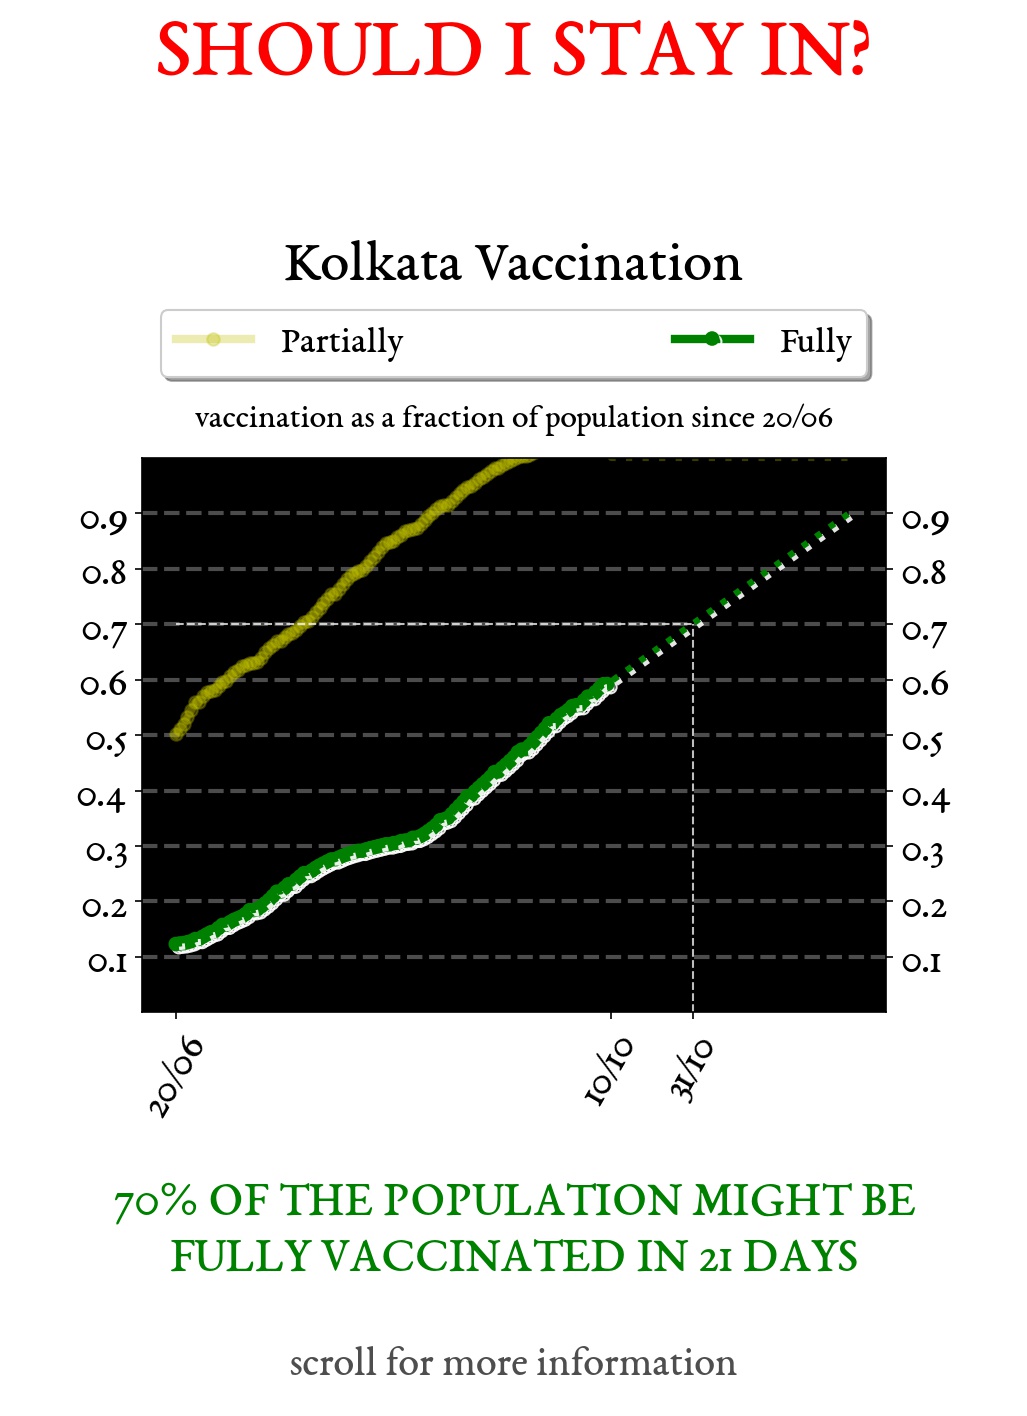 SHOULD I STAY IN?
Kolkata Vaccination
Partially Fully
vaccination as a fraction of population since 20/06
0.9 0.9
0.8 0.8
0.7 0.7
0.6 0.6
0.5 0.5
0.4 0.4
0.3 0.3
0.2 0.2
0.1 0.1
20/06 10/10 31/10
70% OF THE POPULATION MIGHT BE
FULLY VACCINATED IN 21 DAYS
scroll for more information